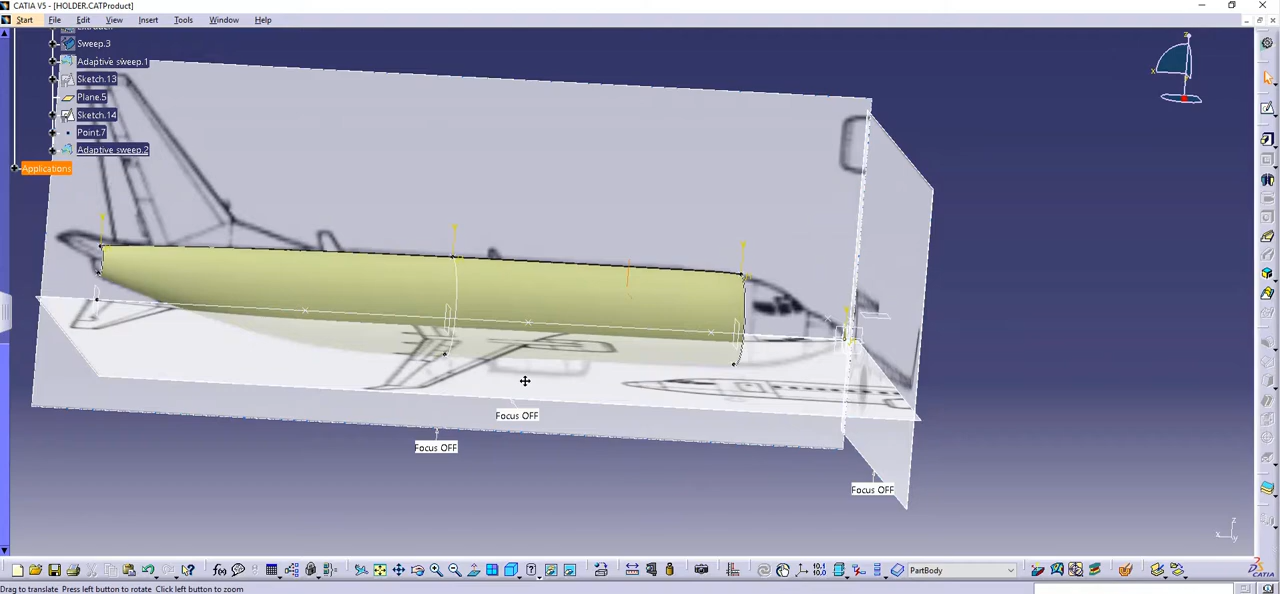 CATIA V5 - [HOLDER.CATProduct]
Start File Edit View Insert Tools Window Help
Sweep.3
Adaptive sweep.1
Sketch.13
Plane.5
Sketch.14
Point.7
Adaptive sweep.2
Applications
Focus OFF
Focus OFF
Focus OFF
PartBody
CATIA
Drag to translate Press left button to rotate Click left button to zoom